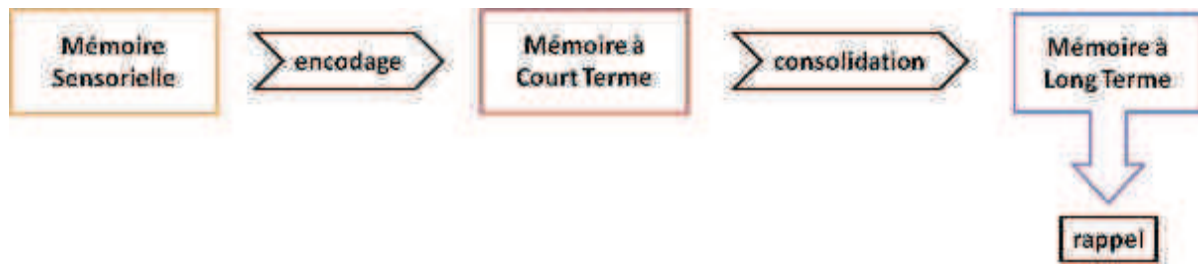 Mémoire
Sensorielle
encodage
Mémoire à
Court Terme
consolidation
Mémoire à
Long Terme
rappel